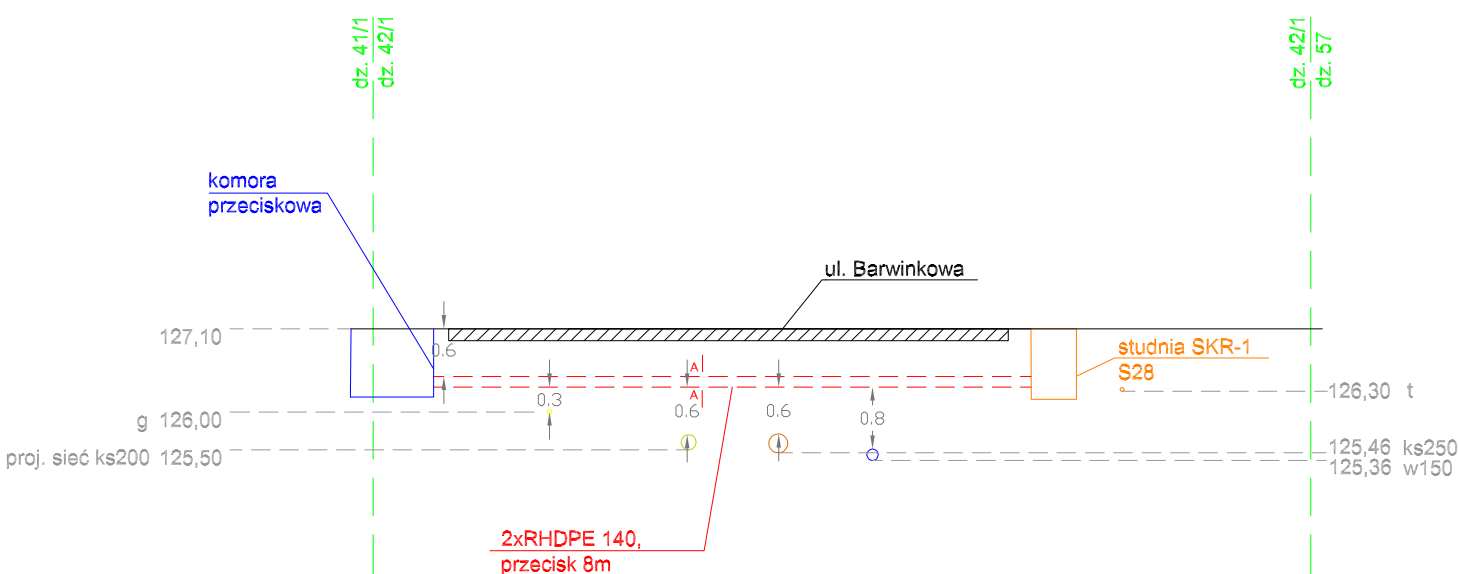 dz. 41/1
dz. 42/1
dz. 42/1
dz. 57
komora
przeciskowa
ul. Barwinkowa
127,10
0.6
A
studnia SKR-1
S28
0.3
A
0.6
0.6
0.8
126,30 t
g 126,00
proj. sieć ks200 125,50
125,46 ks250
125,36 w150
2xRHDPE 140,
przecisk 8m